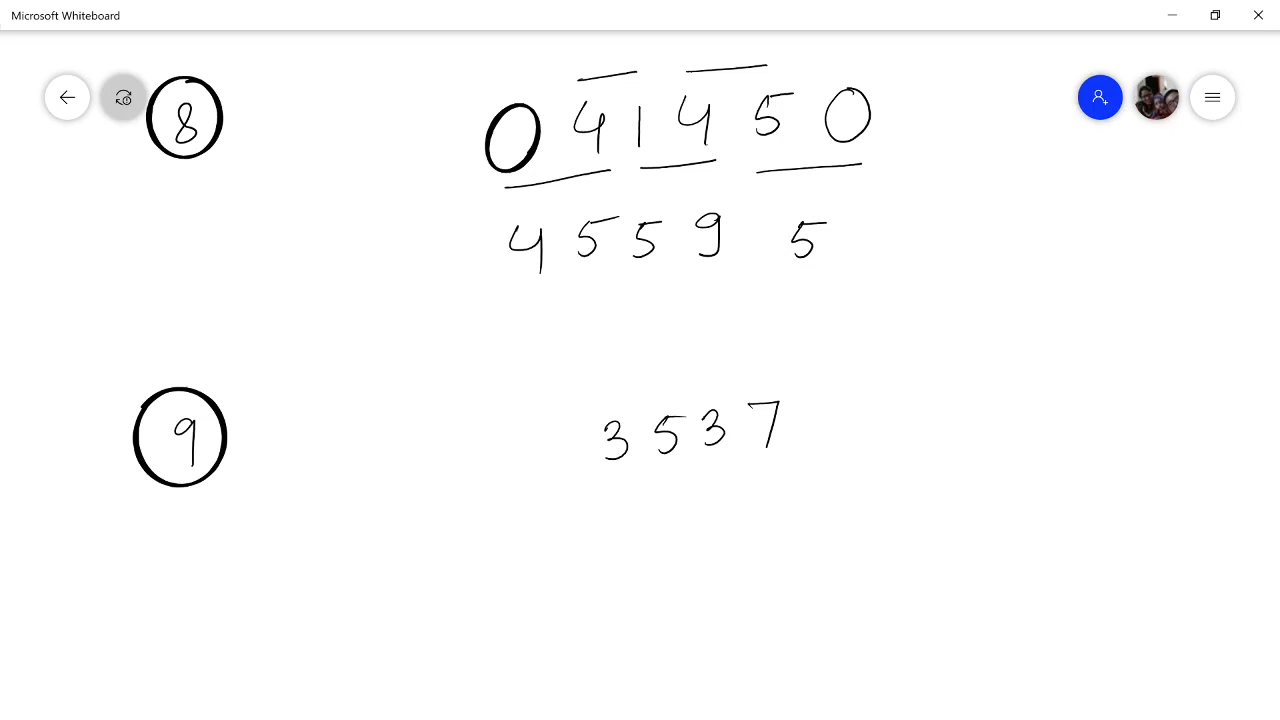 Microsoft Whiteboard
8
0 4 1 4 5 0
4 5 5 9 5
9
3 5 3 7